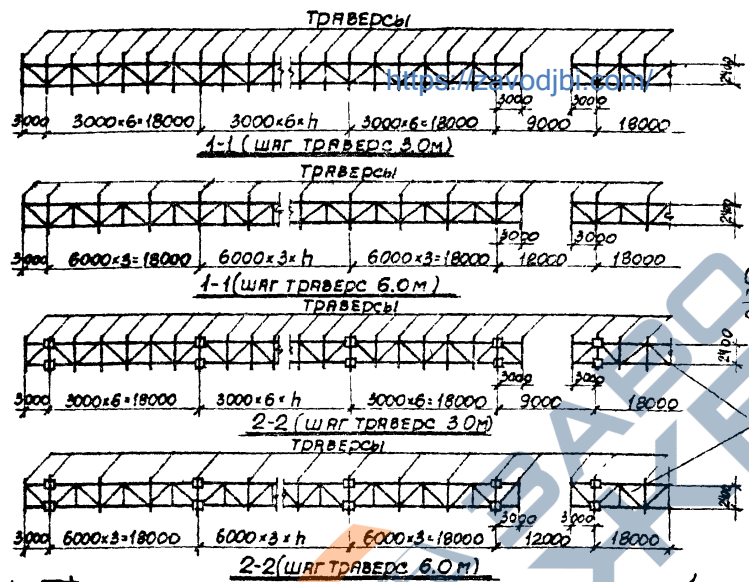 ТРАВЕРСЫ
https://zavodjbi.com/
2400
3000 3000
3000 3000×6=18000 3000×6×n 3000×6=18000 9000 18000
1-1 (ШАГ ТРАВЕРС 3.0м)
ТРАВЕРСЫ
2400
3000 3000
3000 6000×3=18000 6000×3×n 6000×3=18000 12000 18000
1-1 (ШАГ ТРАВЕРС 6.0м)
ТРАВЕРСЫ
2400
3000 3000
3000 3000×6=18000 3000×6×n 3000×6=18000 9000 18000
2-2 (ШАГ ТРАВЕРС 3.0м)
ТРАВЕРСЫ
2400
3000 3000
3000 6000×3=18000 6000×3×n 6000×3=18000 12000 18000
2-2 (ШАГ ТРАВЕРС 6.0м)